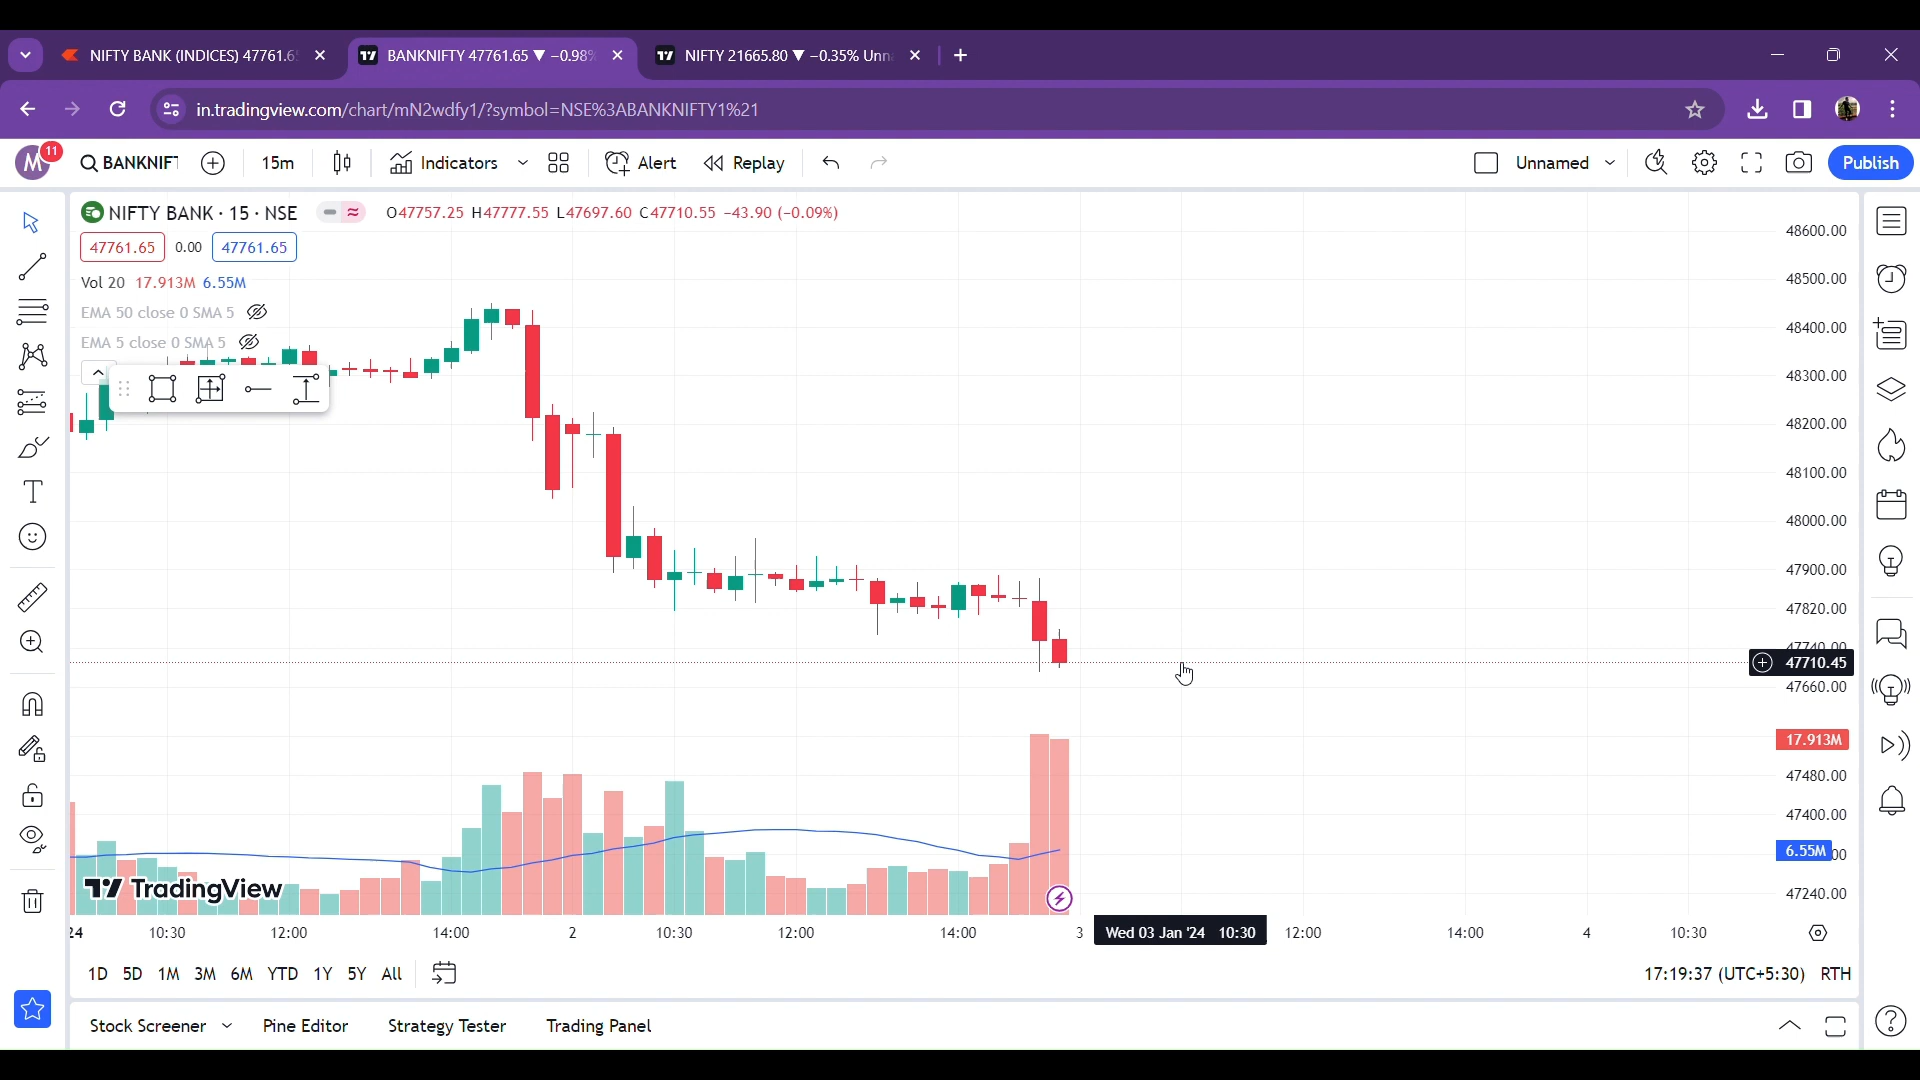 NIFTY BANK (INDICES) 47761.6
BANKNIFTY 47761.65 ▼ −0.98%
NIFTY 21665.80 ▼ −0.35% Unn
in.tradingview.com/chart/mN2wdfy1/?symbol=NSE%3ABANKNIFTY1%21
M 11 BANKNIF 15m Indicators Alert Replay Unnamed Publish
NIFTY BANK · 15 · NSE O47757.25 H47777.55 L47697.60 C47710.55 −43.90 (−0.09%)
47761.65 0.00 47761.65
Vol 20 17.913M 6.55M
EMA 50 close 0 SMA 5
EMA 5 close 0 SMA 5
48600.00
48500.00
48400.00
48300.00
48200.00
48100.00
48000.00
47900.00
47820.00
47740.00
47710.45
47660.00
17.913M
47480.00
47400.00
6.55M
47240.00
TradingView
24 10:30 12:00 14:00 2 10:30 12:00 14:00 3 Wed 03 Jan '24 10:30 12:00 14:00 4 10:30
1D 5D 1M 3M 6M YTD 1Y 5Y All 17:19:37 (UTC+5:30) RTH
Stock Screener Pine Editor Strategy Tester Trading Panel